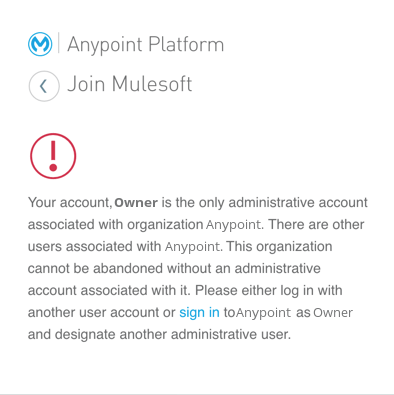 Anypoint Platform
Join Mulesoft
Your account, Owner is the only administrative account
associated with organization Anypoint. There are other
users associated with Anypoint. This organization
cannot be abandoned without an administrative
account associated with it. Please either log in with
another user account or sign in to Anypoint as Owner
and designate another administrative user.